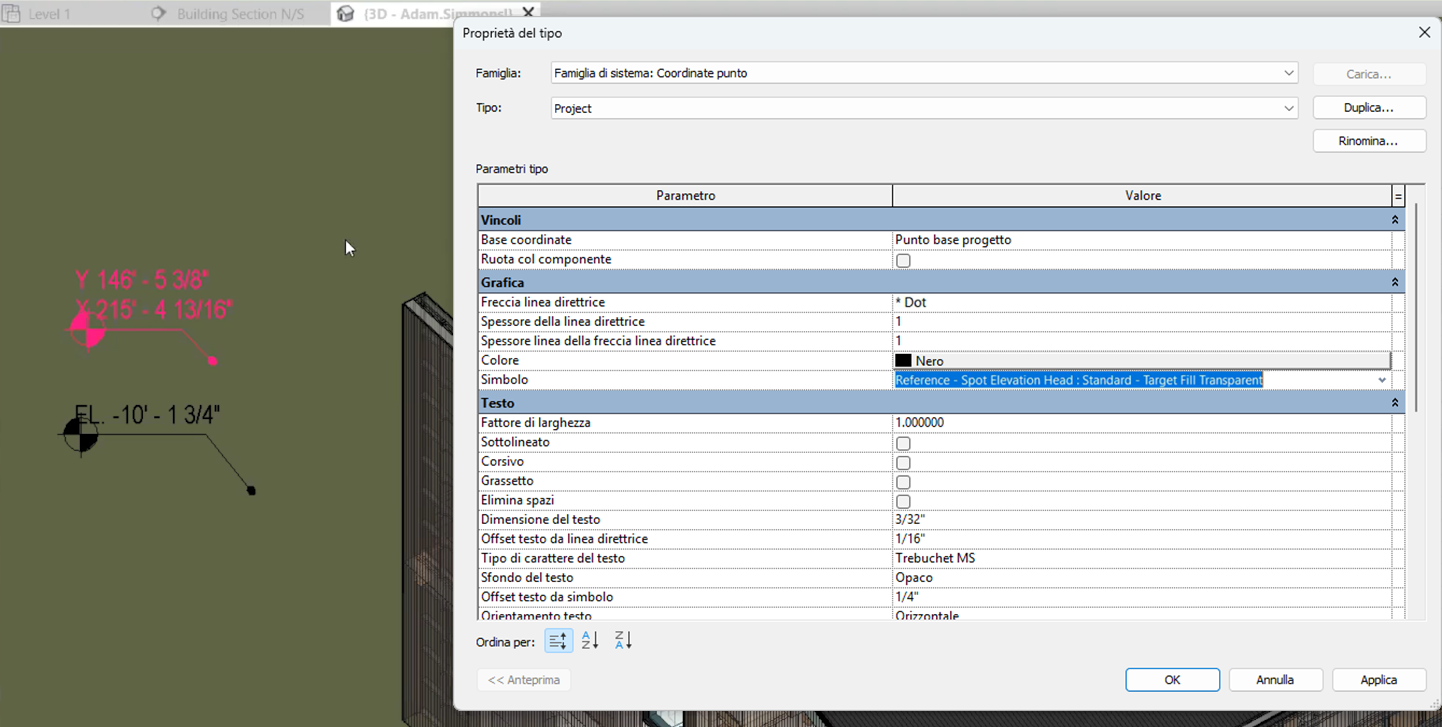 Level 1
Building Section N/S
(3D - Adam.Simmons!)
Proprietà del tipo
Famiglia:
Famiglia di sistema: Coordinate punto
Carica...
Tipo:
Project
Duplica...
Rinomina...
Parametri tipo
Parametro
Valore
=
Vincoli
Base coordinate
Punto base progetto
Ruota col componente
Grafica
Freccia linea direttrice
* Dot
Spessore della linea direttrice
1
Spessore linea della freccia linea direttrice
1
Colore
Nero
Simbolo
Reference - Spot Elevation Head : Standard - Target Fill Transparent
Testo
Fattore di larghezza
1.000000
Sottolineato
Corsivo
Grassetto
Elimina spazi
Dimensione del testo
3/32"
Offset testo da linea direttrice
1/16"
Tipo di carattere del testo
Trebuchet MS
Sfondo del testo
Opaco
Offset testo da simbolo
1/4"
Orientamento testo
Orizzontale
Ordina per:
<< Anteprima
OK
Annulla
Applica
Y 146' - 5 3/8"
X 215' - 4 13/16"
EL. -10' - 1 3/4"